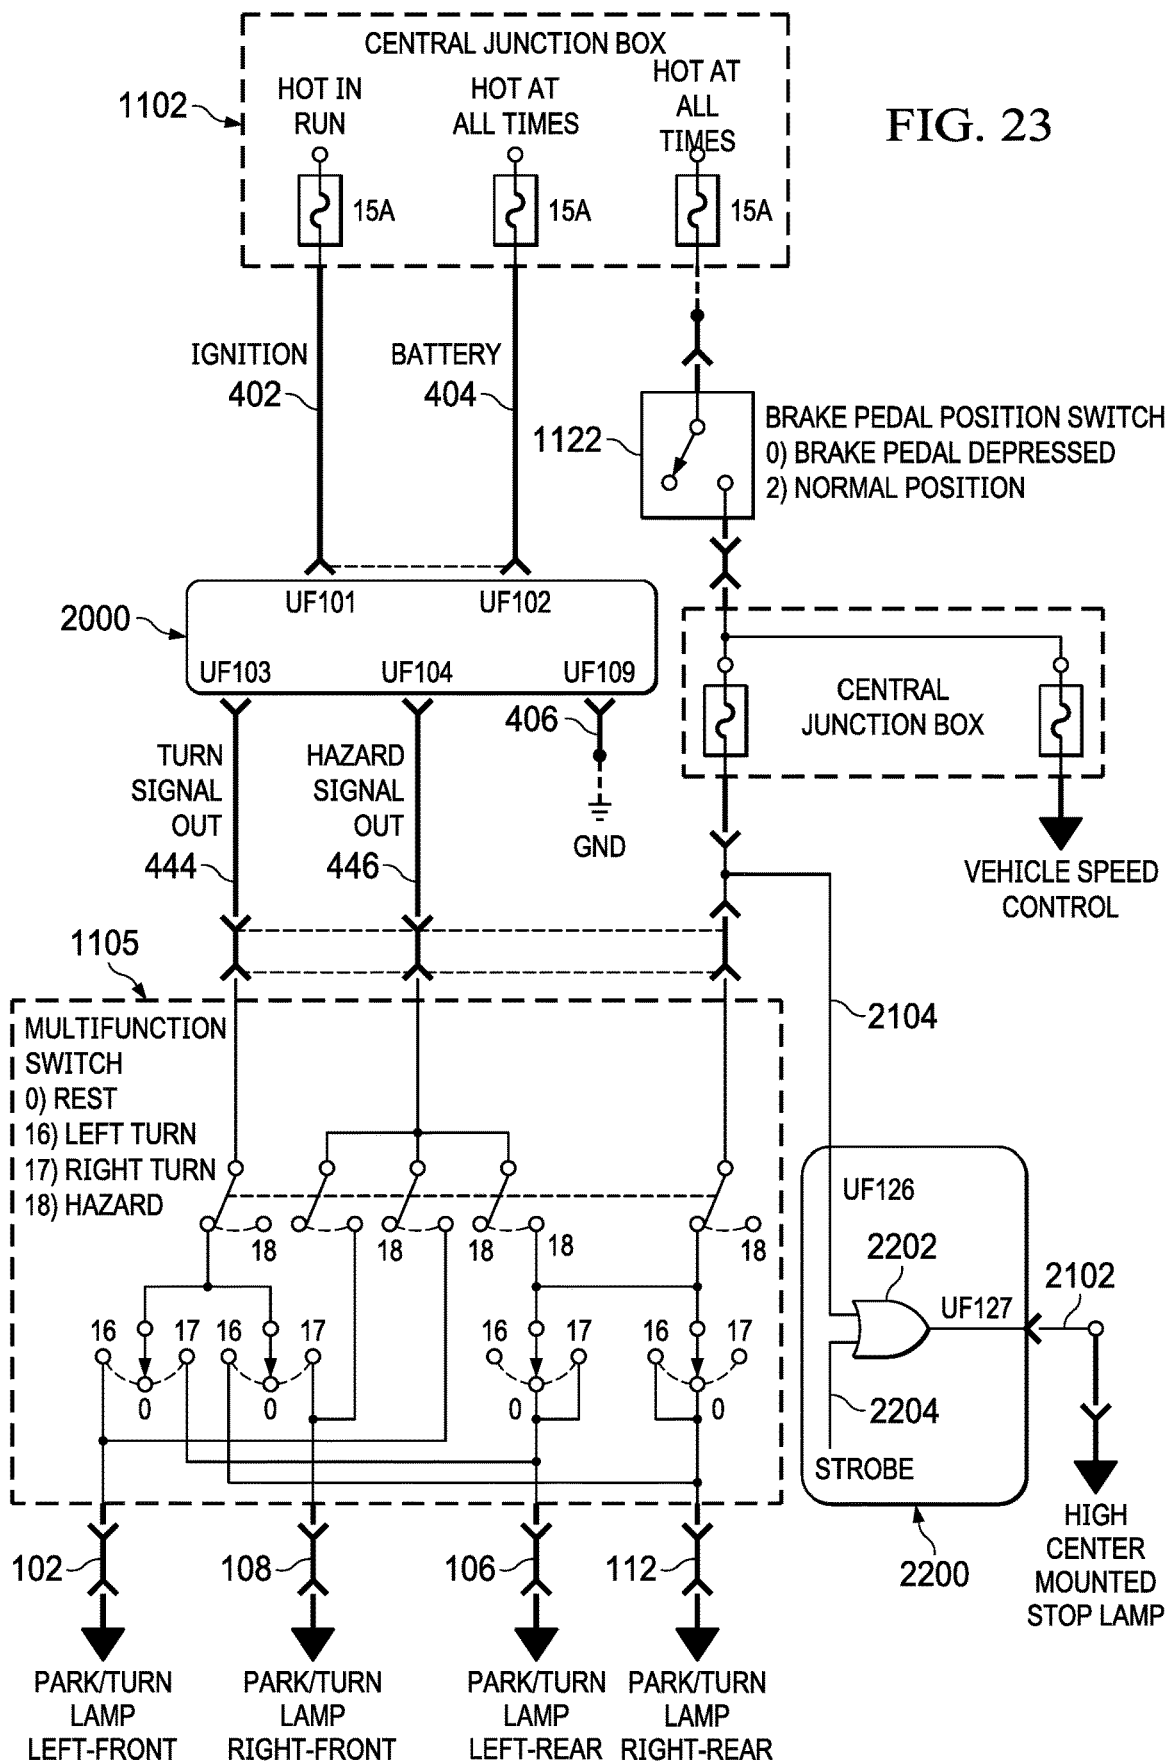 CENTRAL JUNCTION BOX
HOT IN
RUN
HOT AT
ALL TIMES
HOT AT
ALL
TIMES
1102
FIG. 23
15A
15A
15A
IGNITION
402
BATTERY
404
1122
BRAKE PEDAL POSITION SWITCH
0) BRAKE PEDAL DEPRESSED
2) NORMAL POSITION
UF101
UF102
2000
UF103
UF104
UF109
406
GND
CENTRAL
JUNCTION BOX
TURN
SIGNAL
OUT
444
HAZARD
SIGNAL
OUT
446
VEHICLE SPEED
CONTROL
1105
MULTIFUNCTION
SWITCH
0) REST
16) LEFT TURN
17) RIGHT TURN
18) HAZARD
2104
18
18
18
18
18
16
17
16
17
16
17
16
17
0
0
0
0
UF126
2202
UF127
2102
2204
STROBE
2200
HIGH
CENTER
MOUNTED
STOP LAMP
102
108
106
112
PARK/TURN
LAMP
LEFT-FRONT
PARK/TURN
LAMP
RIGHT-FRONT
PARK/TURN
LAMP
LEFT-REAR
PARK/TURN
LAMP
RIGHT-REAR